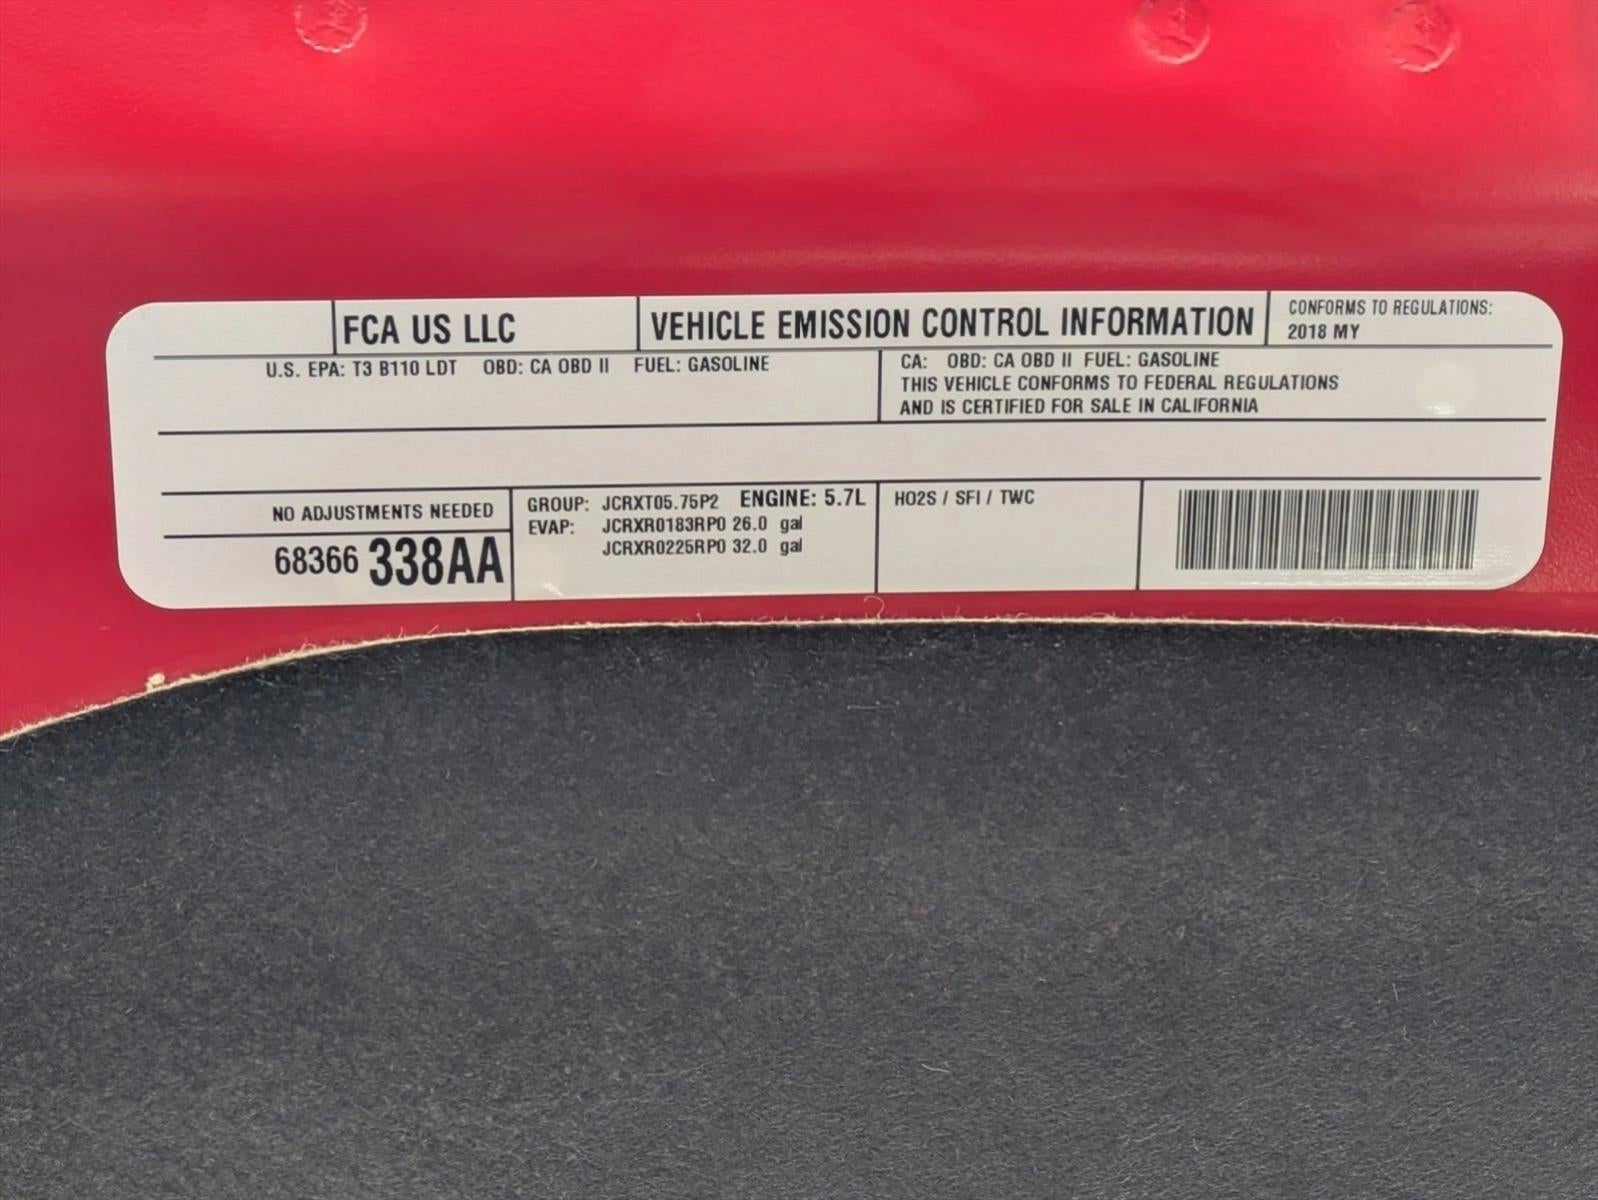 FCA US LLC
VEHICLE EMISSION CONTROL INFORMATION
CONFORMS TO REGULATIONS:
2018 MY
U.S. EPA: T3 B110 LDT OBD: CA OBD II FUEL: GASOLINE
CA: OBD: CA OBD II FUEL: GASOLINE
THIS VEHICLE CONFORMS TO FEDERAL REGULATIONS
AND IS CERTIFIED FOR SALE IN CALIFORNIA
NO ADJUSTMENTS NEEDED
68366 338AA
GROUP: JCRXT05.75P2 ENGINE: 5.7L
EVAP: JCRXR0183RP0 26.0 gal
JCRXR0225RP0 32.0 gal
HO2S / SFI / TWC